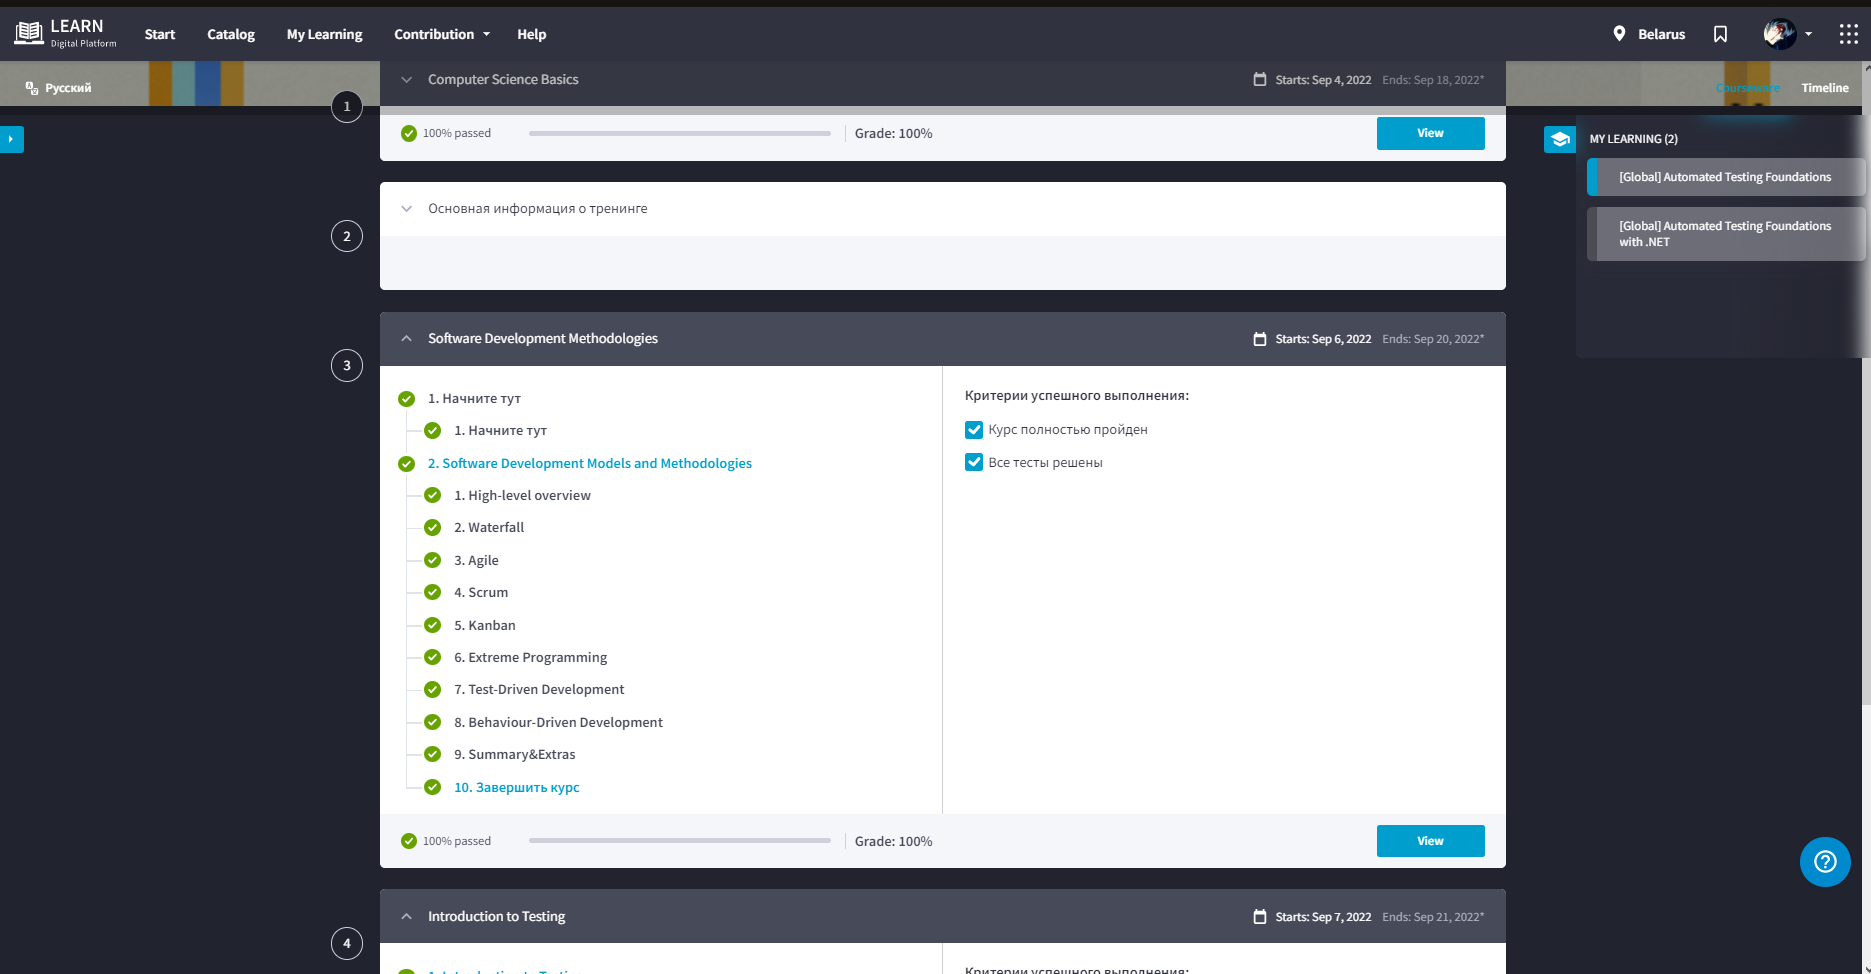 LEARN
Digital Platform
Start
Catalog
My Learning
Contribution
Help
Belarus
Русский
Courseware
Timeline
1
Computer Science Basics
Starts: Sep 4, 2022
Ends: Sep 18, 2022*
100% passed
Grade: 100%
View
MY LEARNING (2)
[Global] Automated Testing Foundations
[Global] Automated Testing Foundations
with .NET
2
Основная информация о тренинге
3
Software Development Methodologies
Starts: Sep 6, 2022
Ends: Sep 20, 2022*
1. Начните тут
1. Начните тут
2. Software Development Models and Methodologies
1. High-level overview
2. Waterfall
3. Agile
4. Scrum
5. Kanban
6. Extreme Programming
7. Test-Driven Development
8. Behaviour-Driven Development
9. Summary&Extras
10. Завершить курс
Критерии успешного выполнения:
Курс полностью пройден
Все тесты решены
100% passed
Grade: 100%
View
4
Introduction to Testing
Starts: Sep 7, 2022
Ends: Sep 21, 2022*
1. Introduction to Testing
Критерии успешного выполнения: